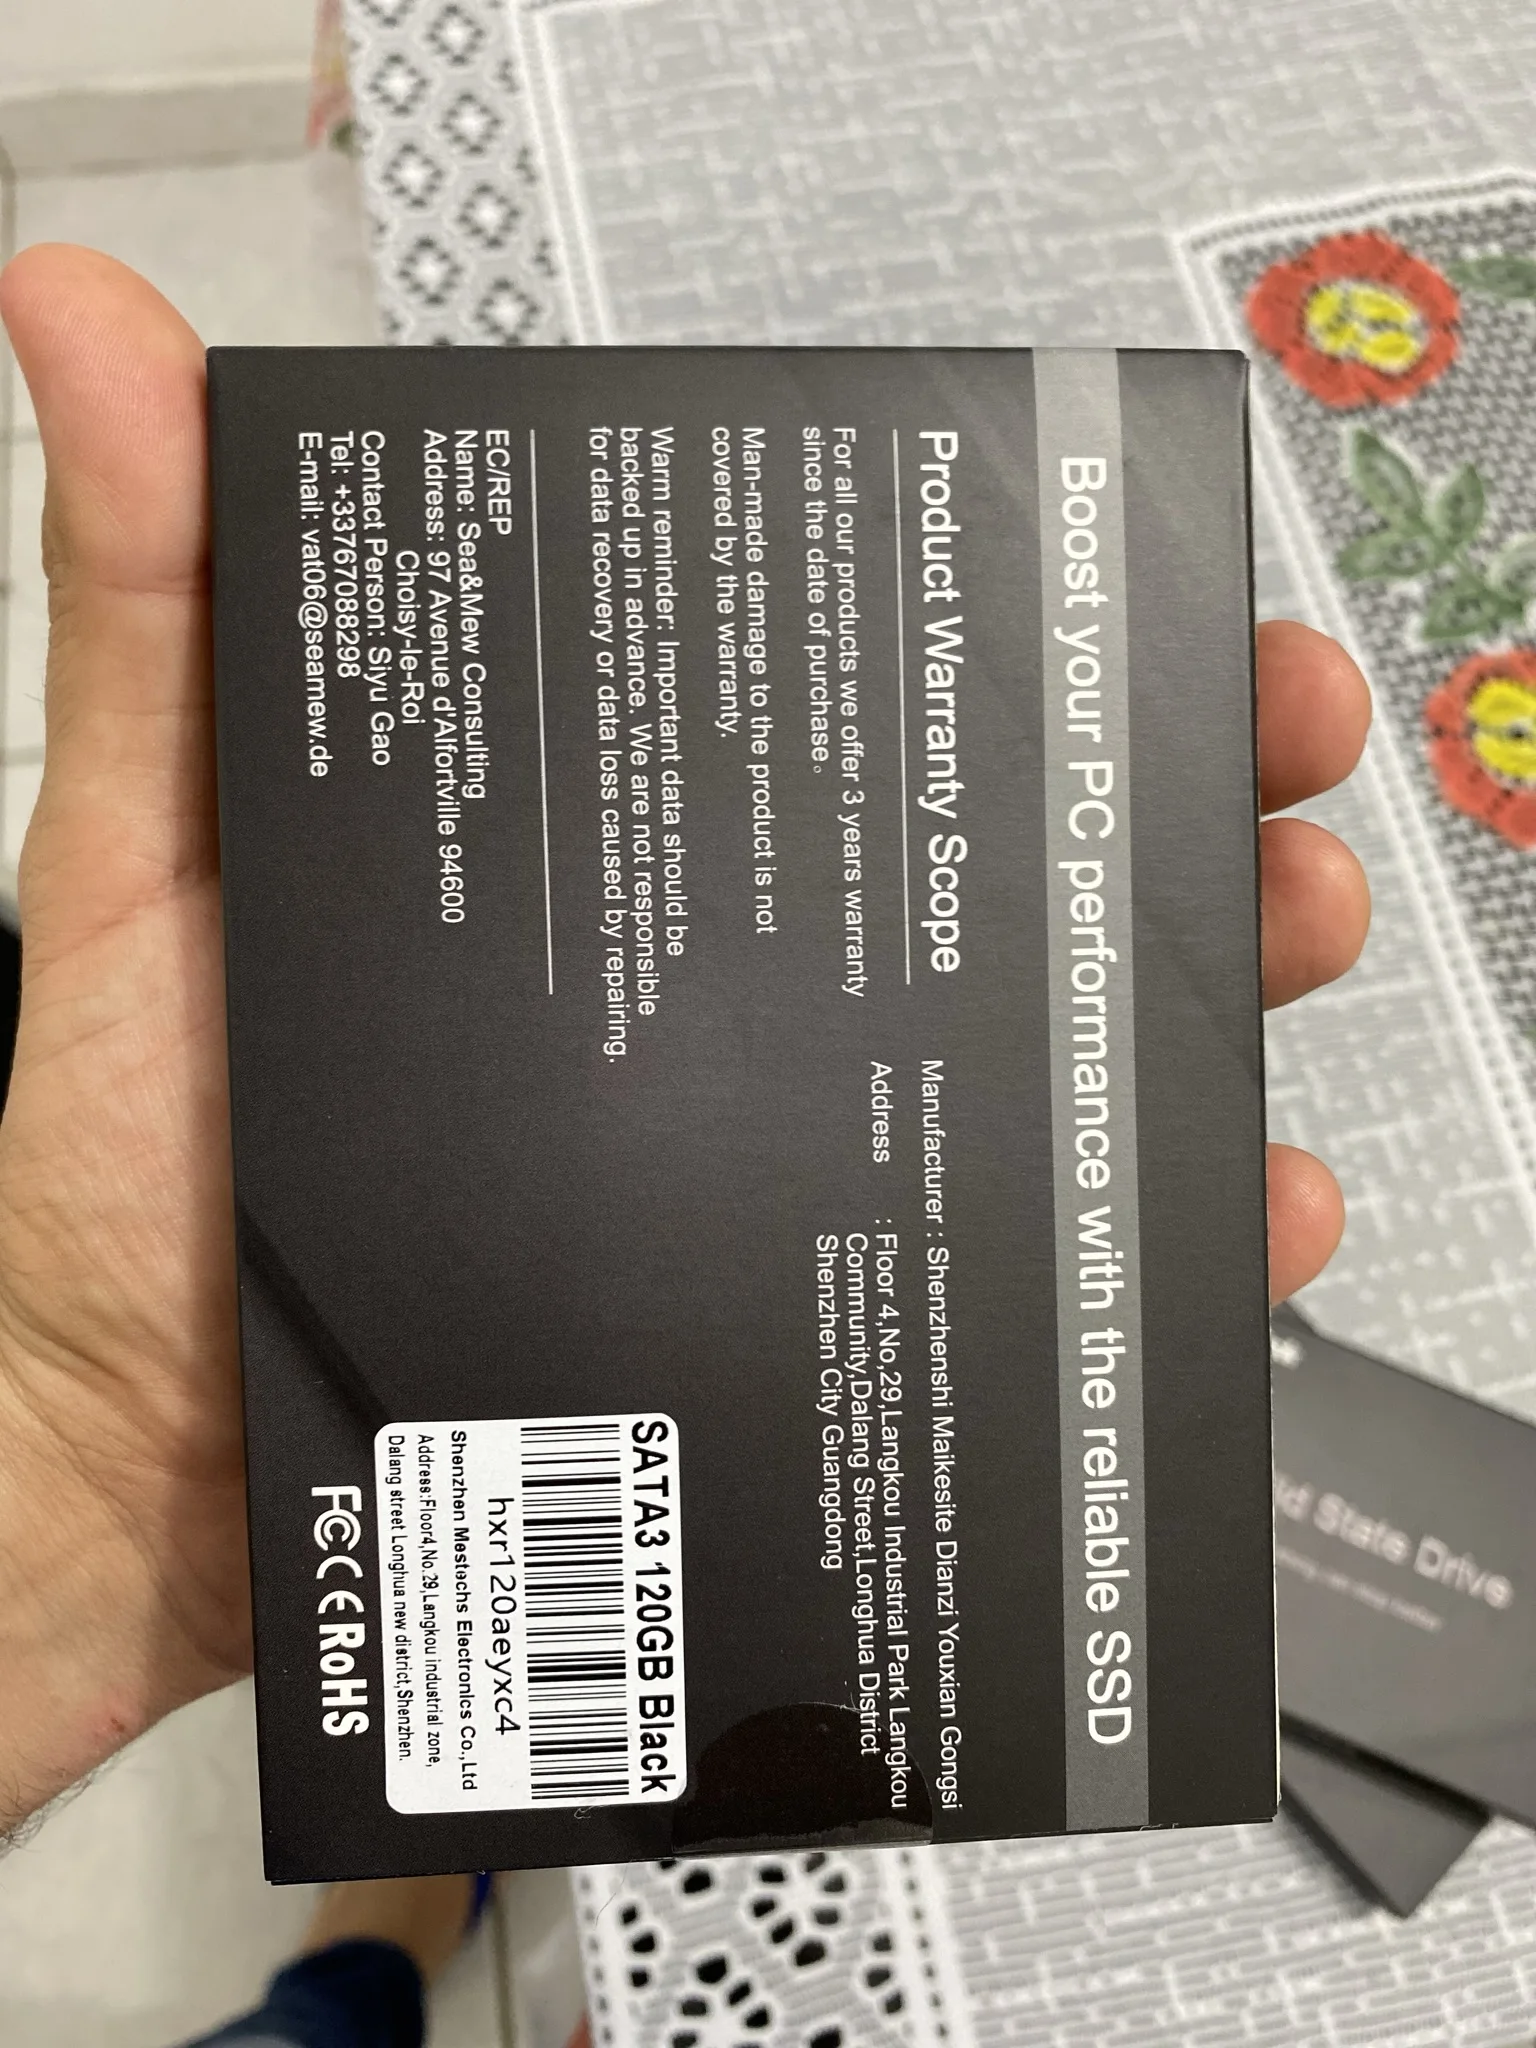 Boost your PC performance with the reliable SSD
Product Warranty Scope
For all our products we offer 3 years warranty
since the date of purchase。
Man-made damage to the product is not
covered by the warranty.
Warm reminder: Important data should be
backed up in advance. We are not responsible
for data recovery or data loss caused by repairing.
EC/REP
Name: Sea&Mew Consulting
Address: 97 Avenue d'Alfortville 94600
Choisy-le-Roi
Contact Person: Siyu Gao
Tel: +33767088298
E-mail: vat06@seamew.de
Manufacturer : Shenzhenshi Maikesite Dianzi Youxian Gongsi
Address : Floor 4,No,29,Langkou Industrial Park Langkou
Community,Dalang Street,Longhua District
Shenzhen City Guangdong
SATA3 120GB Black
hxr120aeyxc4
Shenzhen Mestechs Electronics Co.,Ltd
Address:Floor4,No.29,Langkou industrial zone,
Dalang street Longhua new district,Shenzhen.
FC CE RoHS
State Drive